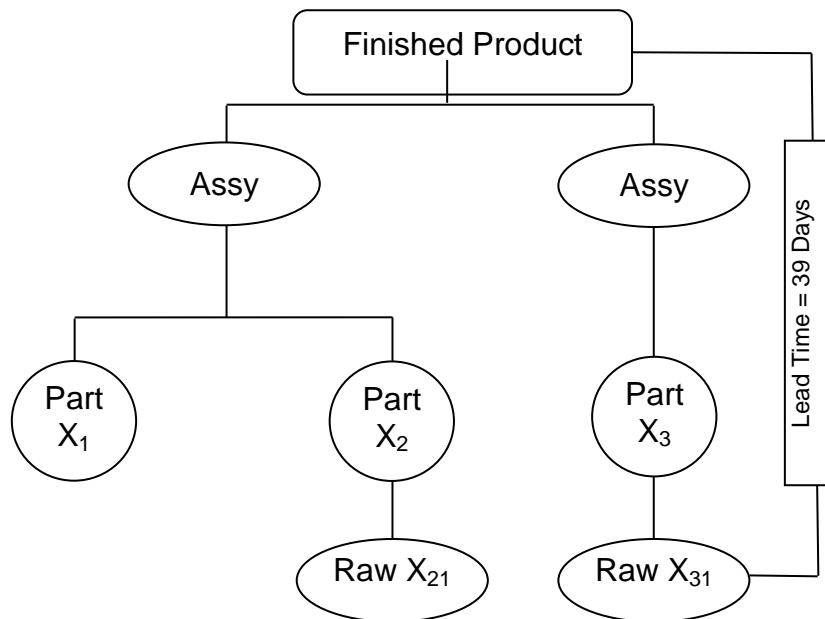 Finished Product
Assy
Assy
Lead Time = 39 Days
Part
X₁
Part
X₂
Part
X₃
Raw X₂₁
Raw X₃₁